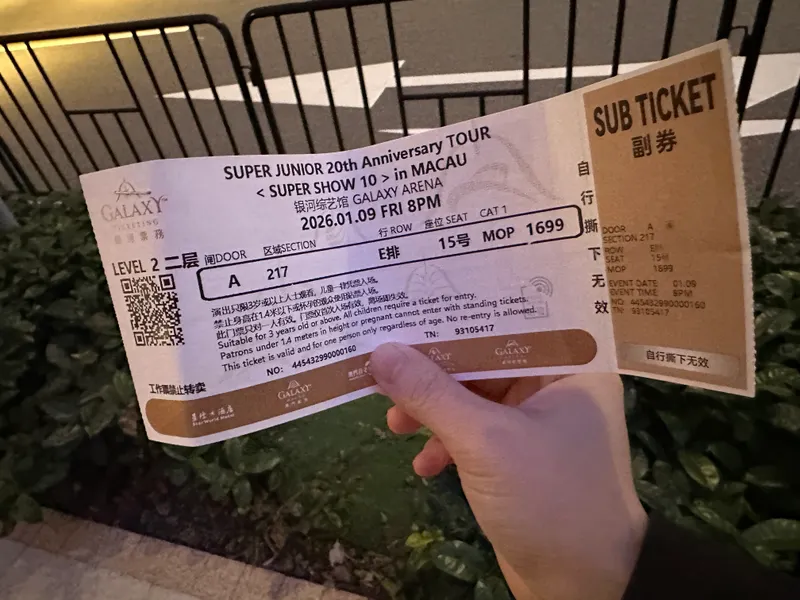 SUPER JUNIOR 20th Anniversary TOUR
< SUPER SHOW 10 > in MACAU
银河综艺馆 GALAXY ARENA
2026.01.09 FRI 8PM
GALAXY
TICKETING
LEVEL 2 二层
闸DOOR 区域SECTION 行 ROW 座位 SEAT CAT 1
A 217 E排 15号 MOP 1699
演出只限3岁或以上人士观看，儿童一律凭票入场。
Suitable for 3 years old or above. All children require a ticket for entry.
Patrons under 1.4 meters in height or pregnant cannot enter with standing tickets.
This ticket is valid and for one person only regardless of age. No re-entry is allowed.
NO: 445432990000160 TN: 93105417
工作票禁止转卖
StarWorld Hotel
GALAXY
GALAXY
自行撕下无效
SUB TICKET
副券
DOOR A
SECTION 217
ROW E排
SEAT 15号
MOP 1699
EVENT DATE 01.09
EVENT TIME 8PM
NO: 445432990000160
TN: 93105417
自行撕下无效